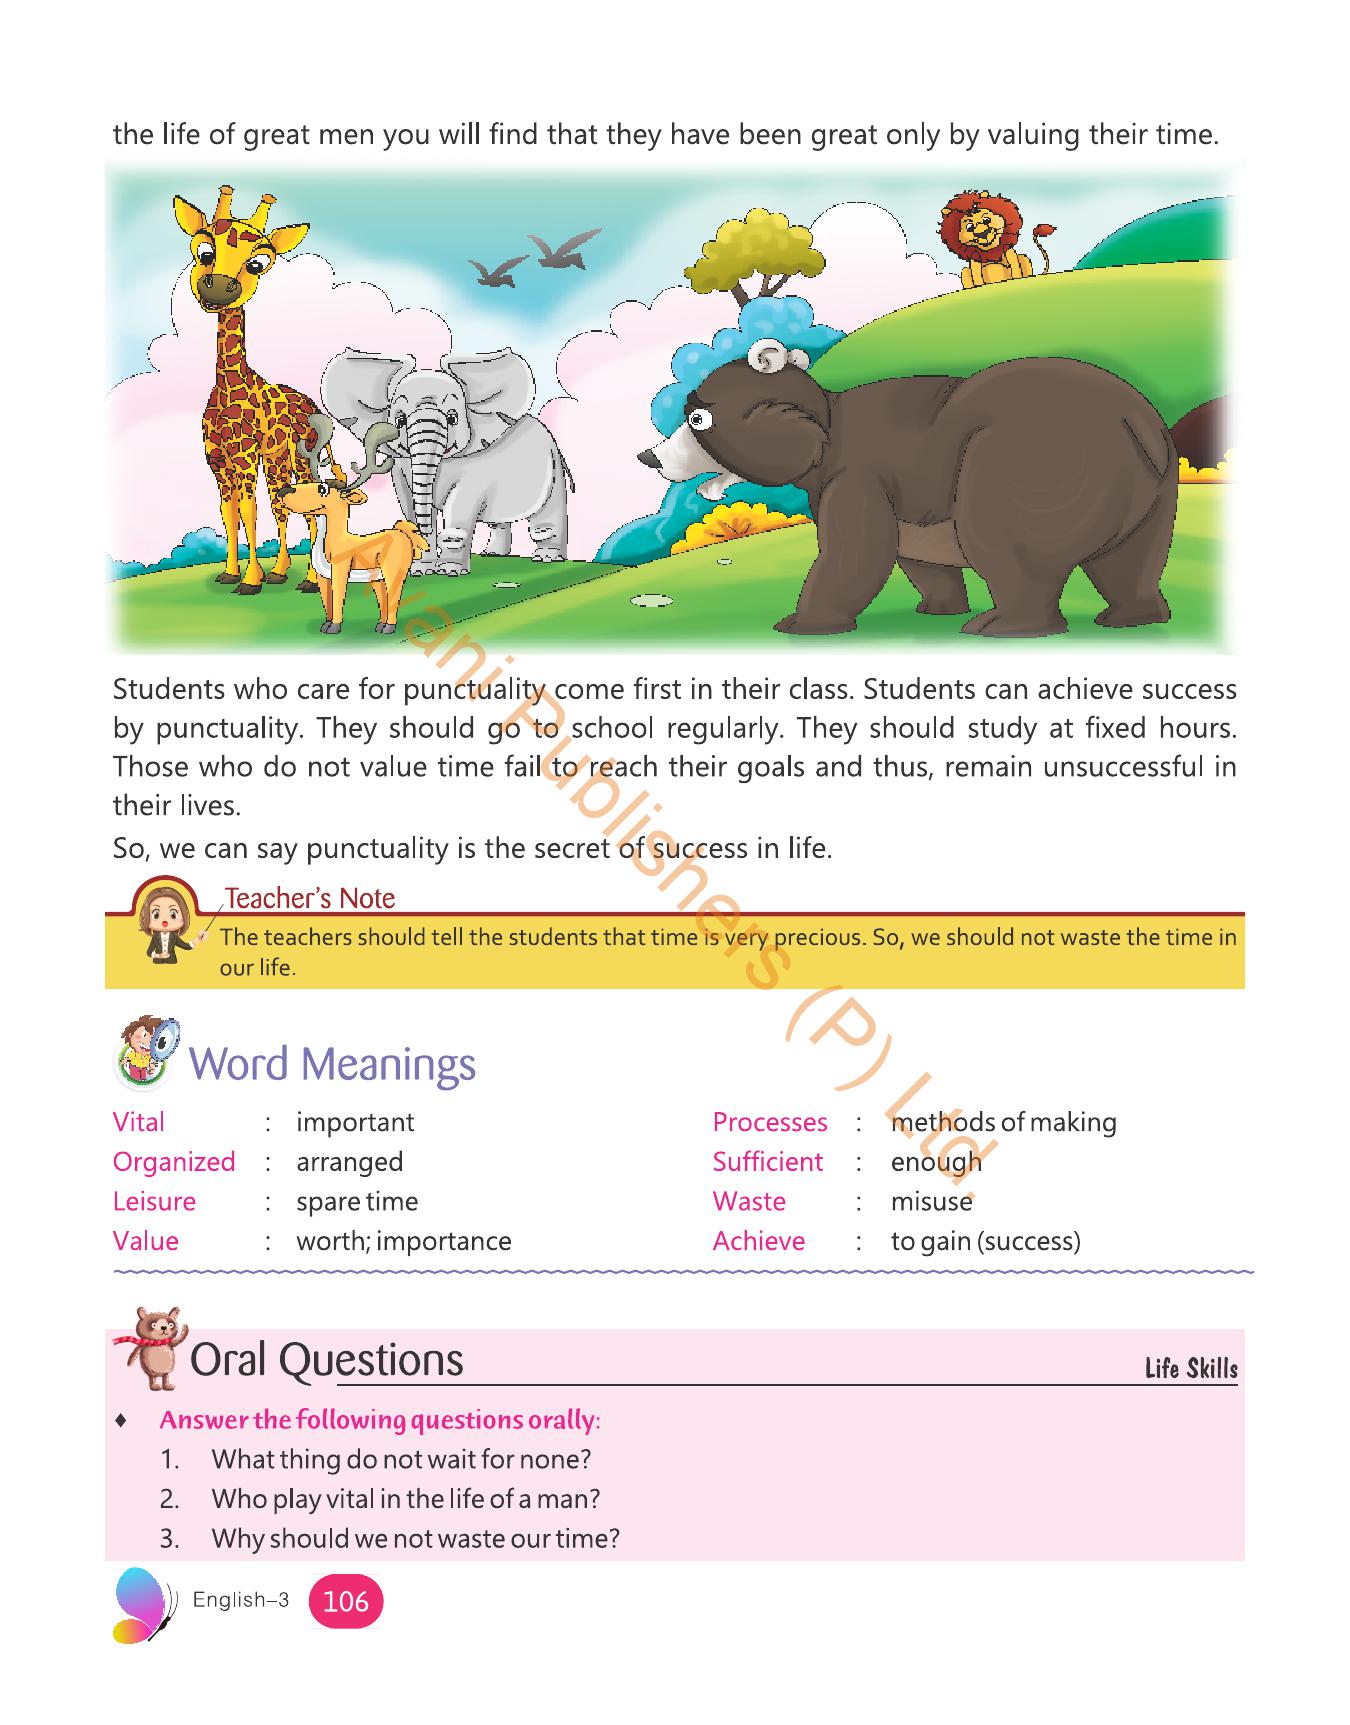 the life of great men you will find that they have been great only by valuing their time.
Students who care for punctuality come first in their class. Students can achieve success
by punctuality. They should go to school regularly. They should study at fixed hours.
Those who do not value time fail to reach their goals and thus, remain unsuccessful in
their lives.
So, we can say punctuality is the secret of success in life.
Teacher's Note
The teachers should tell the students that time is very precious. So, we should not waste the time in
our life.
Word Meanings
Vital : important
Processes : methods of making
Organized : arranged
Sufficient : enough
Leisure : spare time
Waste : misuse
Value : worth; importance
Achieve : to gain (success)
Oral Questions
Life Skills
♦ Answer the following questions orally:
1. What thing do not wait for none?
2. Who play vital in the life of a man?
3. Why should we not waste our time?
English–3 106
Avani Publishers (P) Ltd.